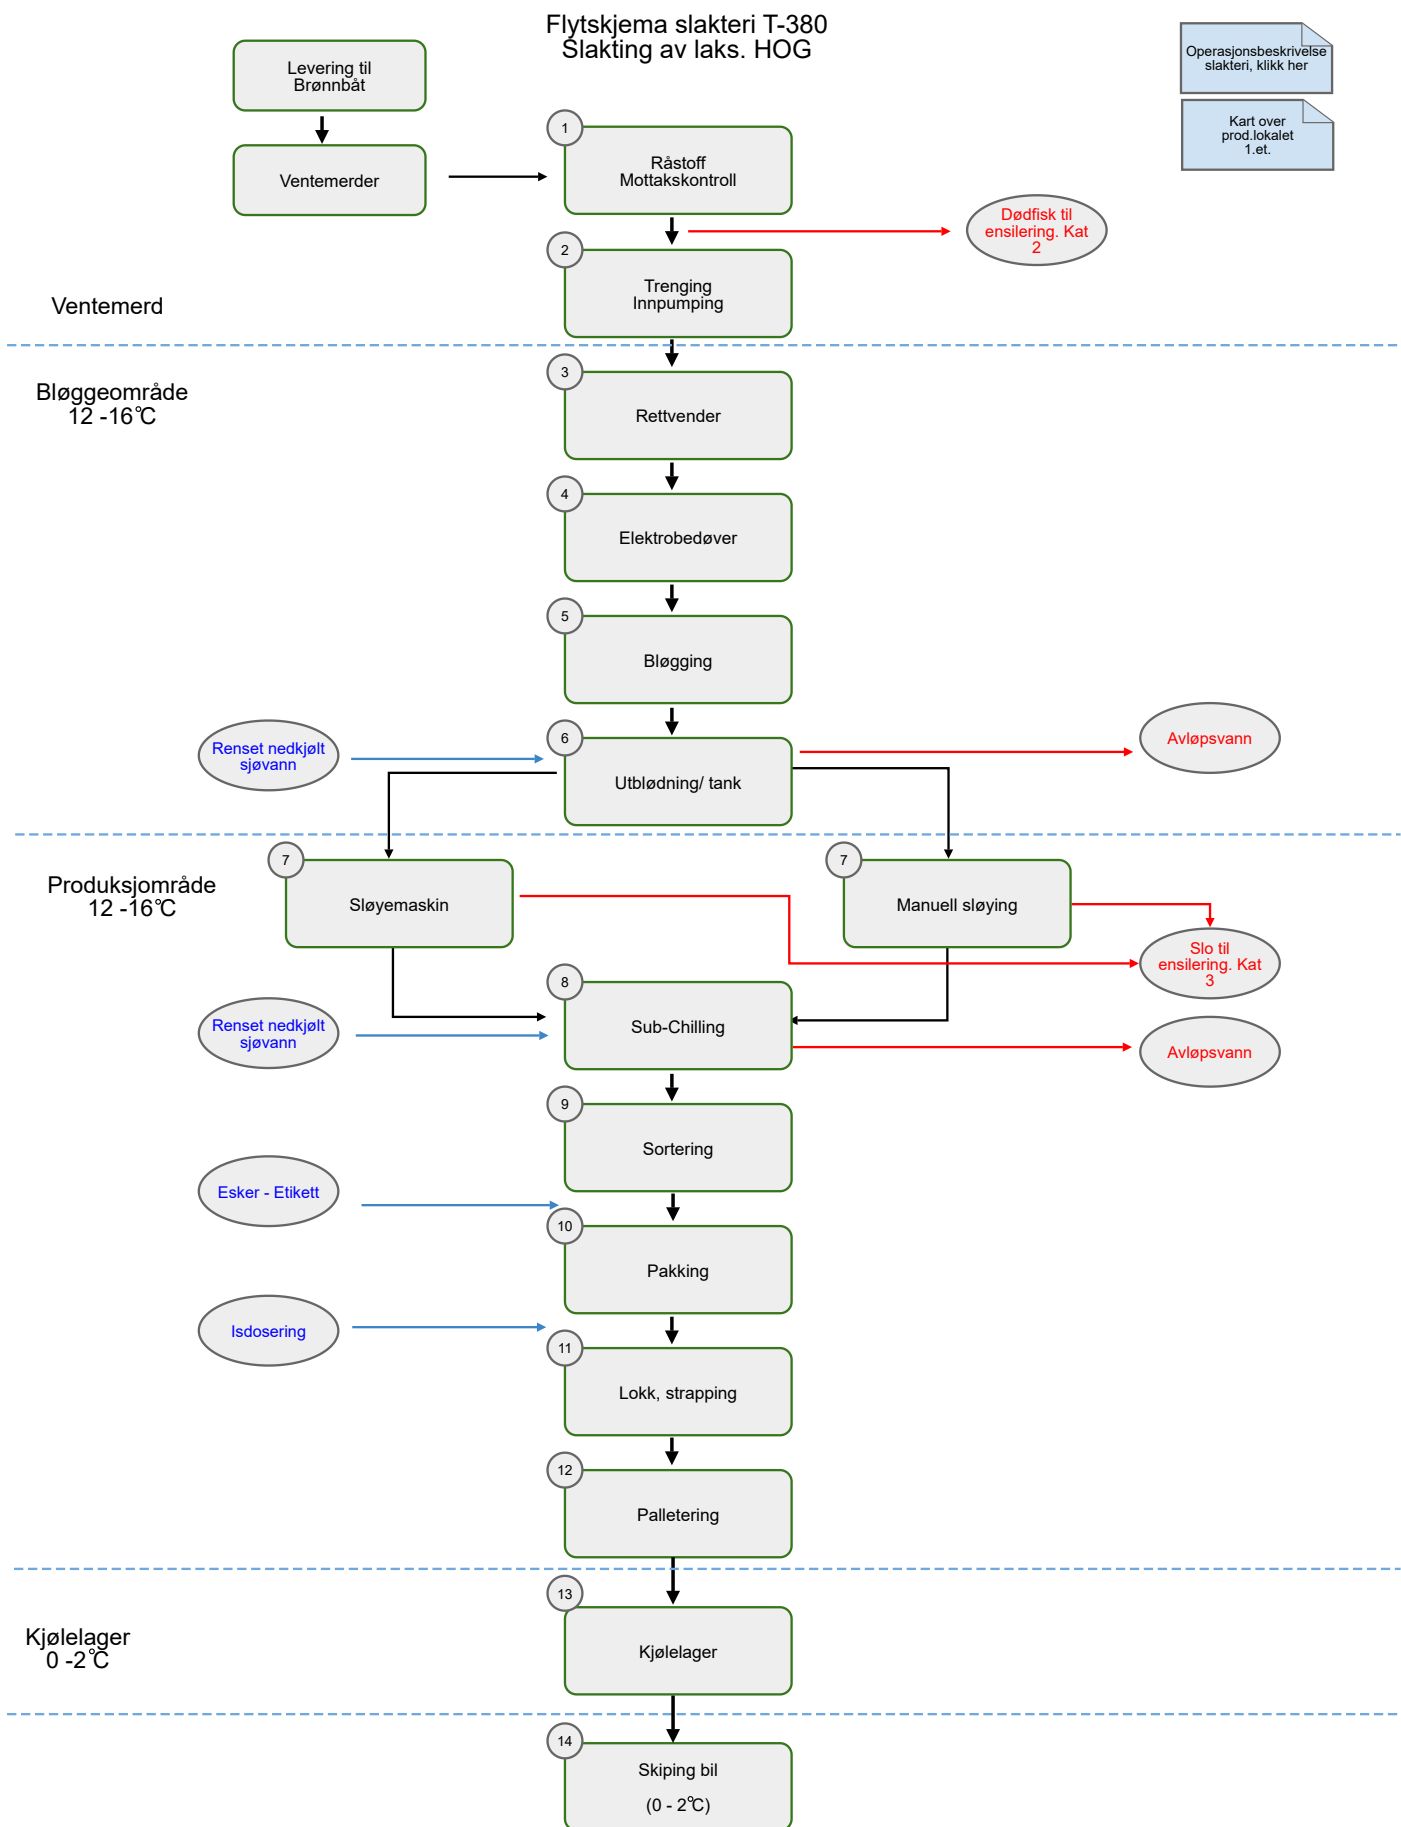 Flytskjema slakteri T-380
Slakting av laks. HOG
Operasjonsbeskrivelse
slakteri, klikk her
Kart over
prod.lokalet
1.et.
Levering til
Brønnbåt
Ventemerder
1
Råstoff
Mottakskontroll
Dødfisk til
ensilering. Kat
2
2
Trenging
Innpumping
Ventemerd
Bløggeområde
12 -16℃
3
Rettvender
4
Elektrobedøver
5
Bløgging
Renset nedkjølt
sjøvann
6
Utblødning/ tank
Avløpsvann
Produksjområde
12 -16℃
7
Sløyemaskin
7
Manuell sløying
Slo til
ensilering. Kat
3
Renset nedkjølt
sjøvann
8
Sub-Chilling
Avløpsvann
9
Sortering
Esker - Etikett
10
Pakking
Isdosering
11
Lokk, strapping
12
Palletering
Kjølelager
0 -2℃
13
Kjølelager
14
Skiping bil
(0 - 2℃)